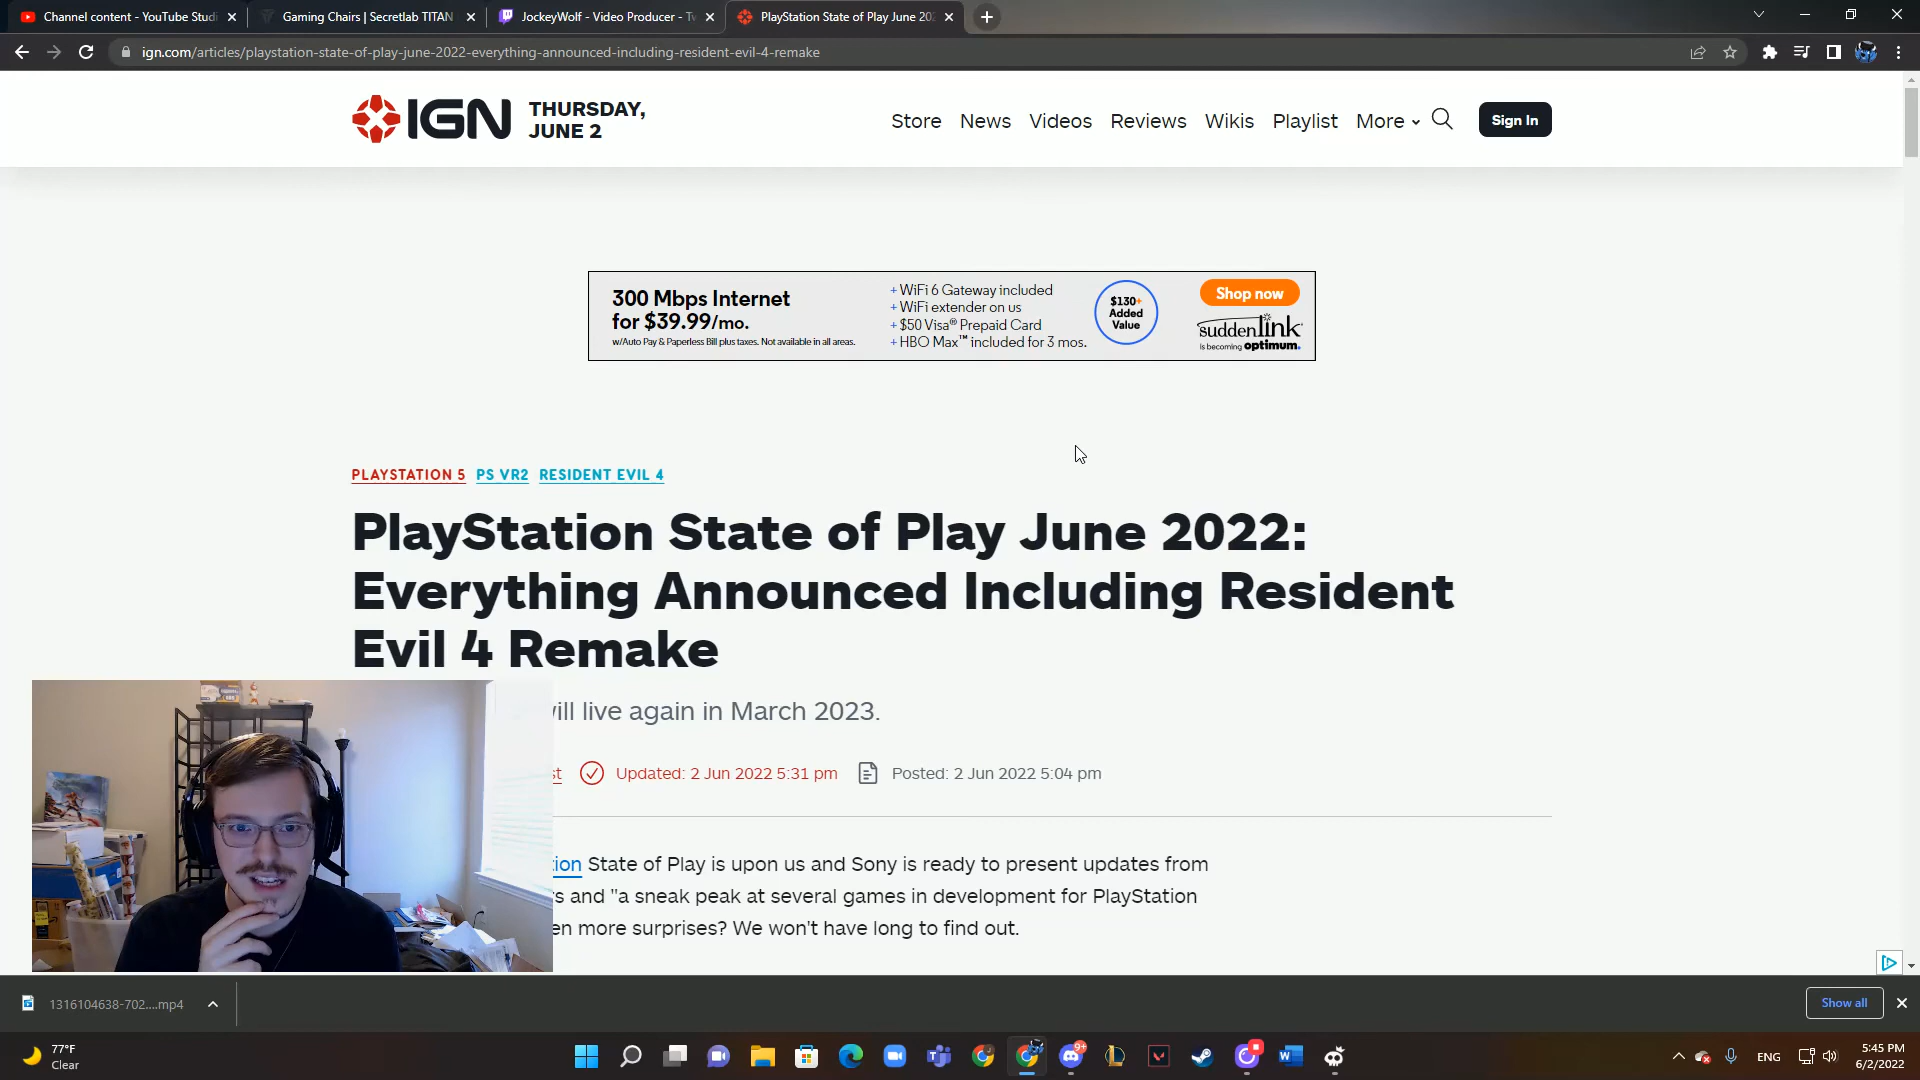 Channel content - YouTube Studi
Gaming Chairs | Secretlab TITAN
JockeyWolf - Video Producer - Tw
PlayStation State of Play June 202
ign.com/articles/playstation-state-of-play-june-2022-everything-announced-including-resident-evil-4-remake
IGN
THURSDAY,
JUNE 2
Store
News
Videos
Reviews
Wikis
Playlist
More
Sign In
300 Mbps Internet
for $39.99/mo.
w/Auto Pay & Paperless Bill plus taxes. Not available in all areas.
+ WiFi 6 Gateway included
+ WiFi extender on us
+ $50 Visa® Prepaid Card
+ HBO Max™ included for 3 mos.
$130+
Added
Value
Shop now
suddenlink
is becoming optimum.
PLAYSTATION 5
PS VR2
RESIDENT EVIL 4
PlayStation State of Play June 2022:
Everything Announced Including Resident
Evil 4 Remake
ill live again in March 2023.
st
Updated: 2 Jun 2022 5:31 pm
Posted: 2 Jun 2022 5:04 pm
tion State of Play is upon us and Sony is ready to present updates from
s and "a sneak peak at several games in development for PlayStation
en more surprises? We won't have long to find out.
1316104638-702....mp4
Show all
77°F
Clear
9+
ENG
5:45 PM
6/2/2022